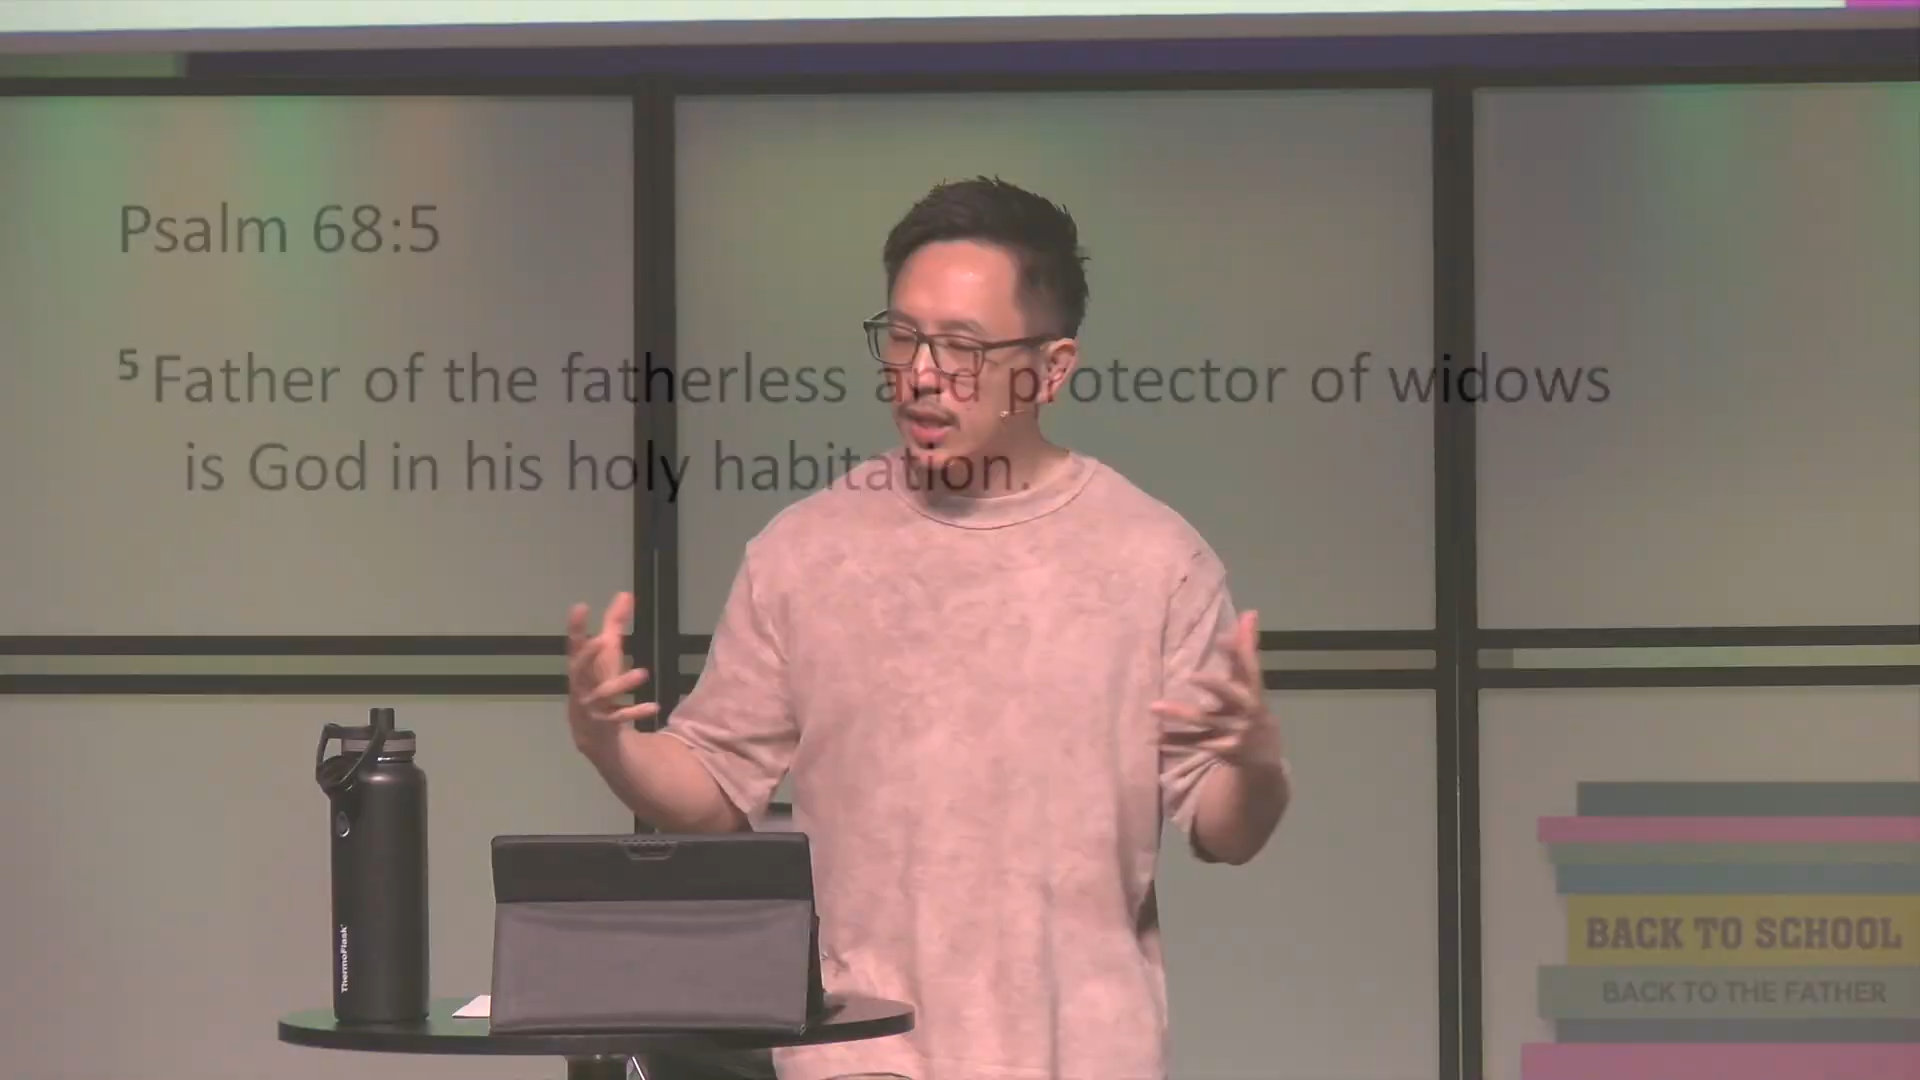 Psalm 68:5
5 Father of the fatherless and protector of widows
is God in his holy habitation.
ThermoFlask
BACK TO SCHOOL
BACK TO THE FATHER